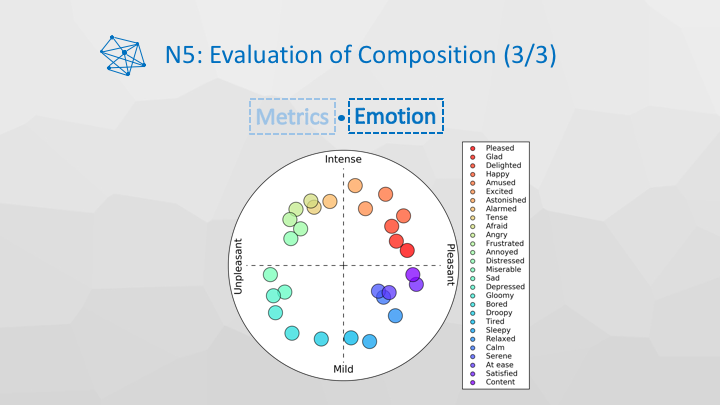 N5: Evaluation of Composition (3/3)
Metrics • Emotion
Intense
Unpleasant
Pleasant
Mild
Pleased
Glad
Delighted
Happy
Amused
Excited
Astonished
Alarmed
Tense
Afraid
Angry
Frustrated
Annoyed
Distressed
Miserable
Sad
Depressed
Gloomy
Bored
Droopy
Tired
Sleepy
Relaxed
Calm
Serene
At ease
Satisfied
Content